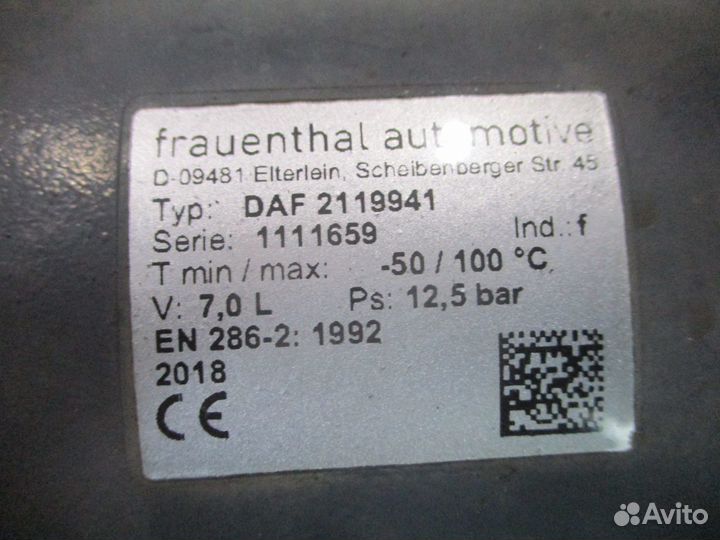 frauenthal automotive
D-09481 Elterlein, Scheibenberger Str. 45
Typ: DAF 2119941
Serie: 1111659 Ind.: f
T min / max: -50 / 100 °C
V: 7,0 L Ps: 12,5 bar
EN 286-2: 1992
2018
CE
Avito